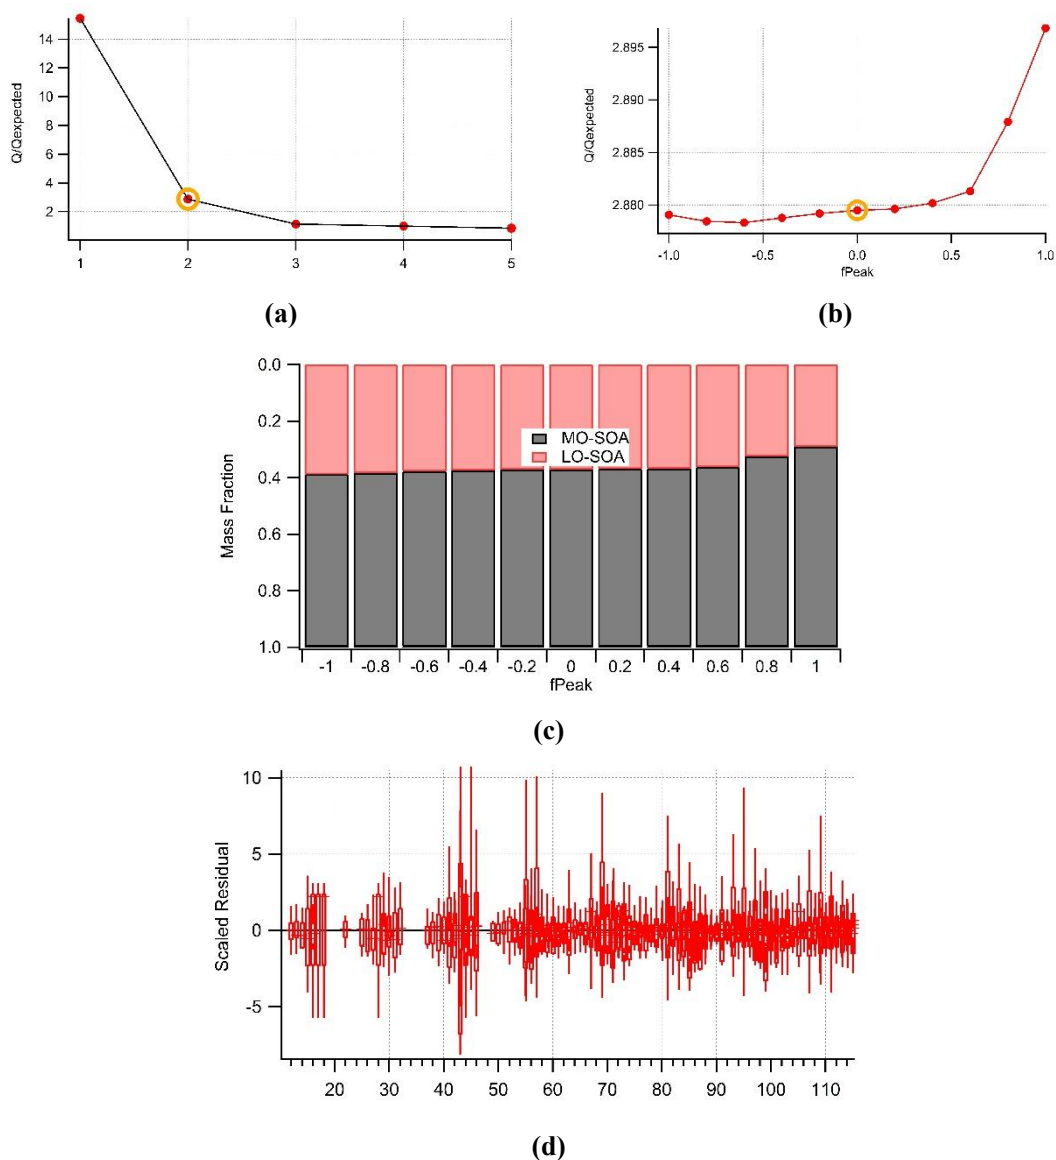 Q/Qexpected
14
12
10
8
6
4
2
1 2 3 4 5
(a)
Q/Qexpected
2.895
2.890
2.885
2.880
-1.0 -0.5 0.0 0.5 1.0
fPeak
(b)
Mass Fraction
0.0
0.2
0.4
0.6
0.8
1.0
MO-SOA
LO-SOA
-1 -0.8 -0.6 -0.4 -0.2 0 0.2 0.4 0.6 0.8 1
fPeak
(c)
Scaled Residual
10
5
0
-5
20 30 40 50 60 70 80 90 100 110
(d)